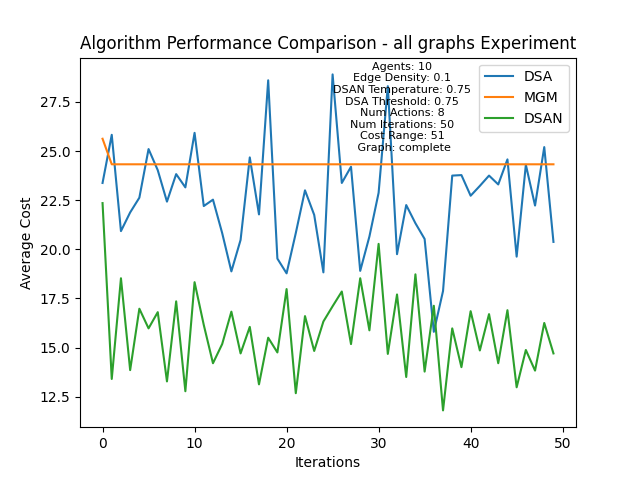 Algorithm Performance Comparison - all graphs Experiment
Agents: 10
Edge Density: 0.1
DSAN Temperature: 0.75
DSA Threshold: 0.75
Num Actions: 8
Num Iterations: 50
Cost Range: 51
Graph: complete
DSA
MGM
DSAN
Average Cost
27.5
25.0
22.5
20.0
17.5
15.0
12.5
0 10 20 30 40 50
Iterations